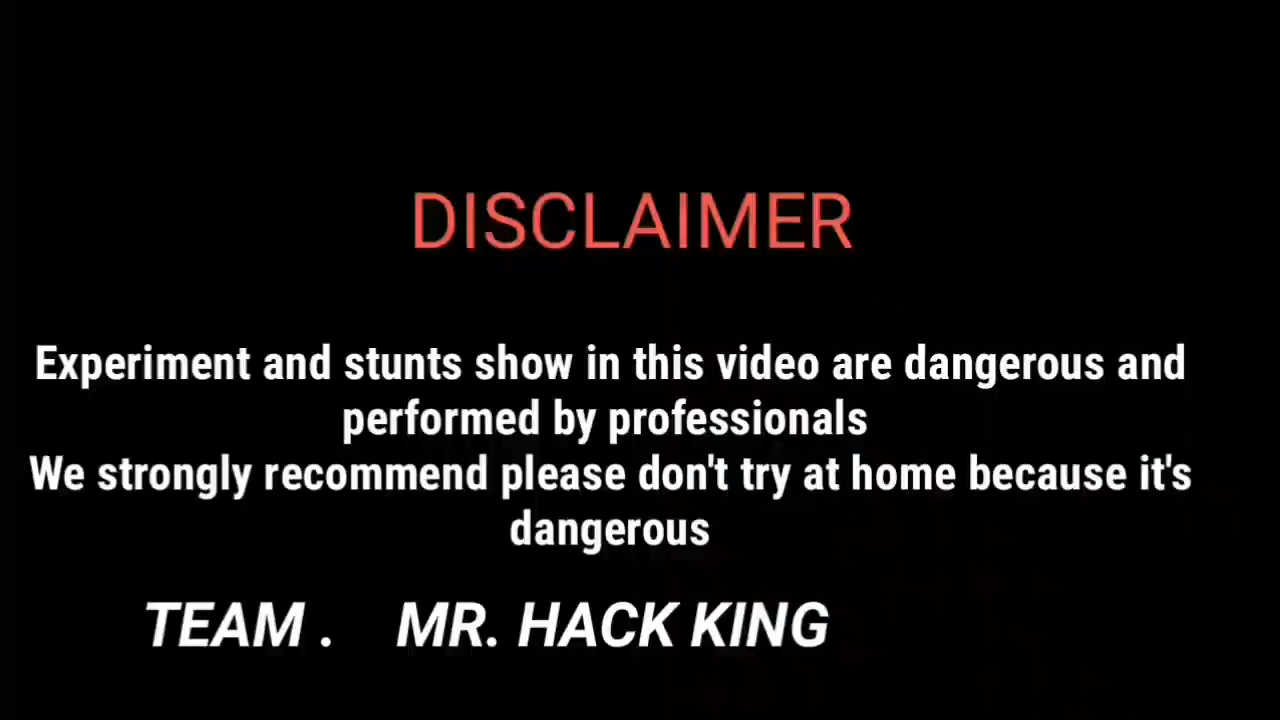 DISCLAIMER
Experiment and stunts show in this video are dangerous and
performed by professionals
We strongly recommend please don't try at home because it's
dangerous
TEAM . MR. HACK KING